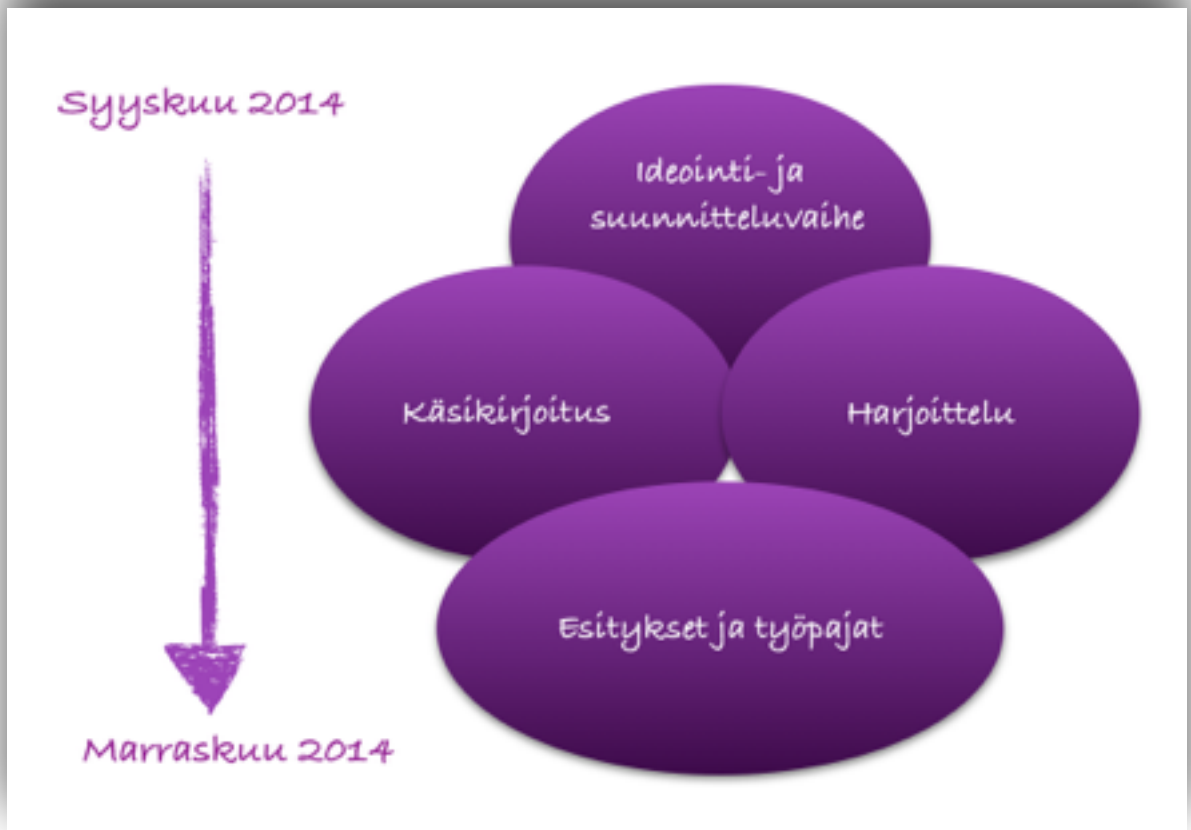 Syyskuu 2014
Ideointi- ja
suunnitteluvaihe
Käsikirjoitus
Harjoittelu
Esitykset ja työpajat
Marraskuu 2014